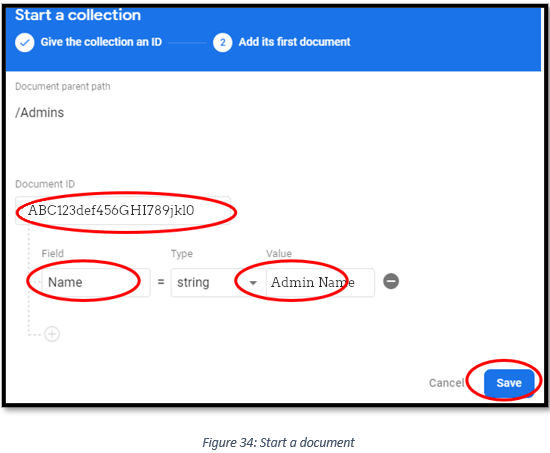 Start a collection
Give the collection an ID 2 Add its first document
Document parent path
/Admins
Document ID
ABC123def456GHI789jkl0
Field Type Value
Name = string Admin Name
Cancel Save
Figure 34: Start a document